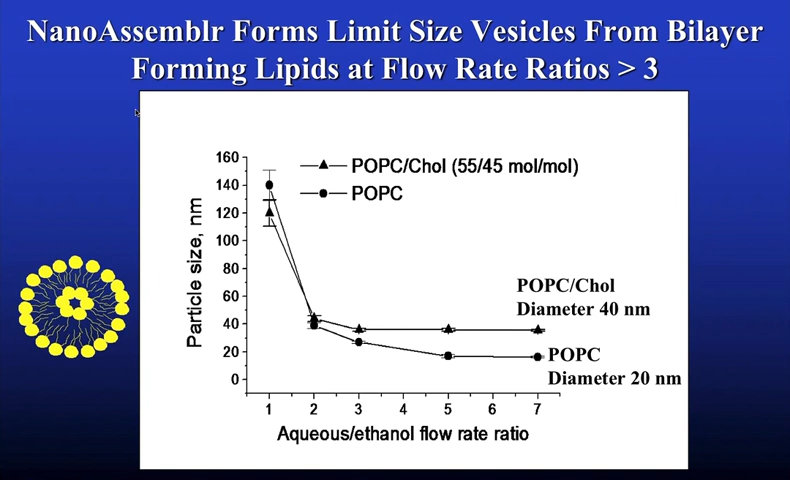 NanoAssemblr Forms Limit Size Vesicles From Bilayer
Forming Lipids at Flow Rate Ratios > 3
POPC/Chol (55/45 mol/mol)
POPC
Particle size, nm
160
140
120
100
80
60
40
20
0
POPC/Chol
Diameter 40 nm
POPC
Diameter 20 nm
1 2 3 4 5 6 7
Aqueous/ethanol flow rate ratio